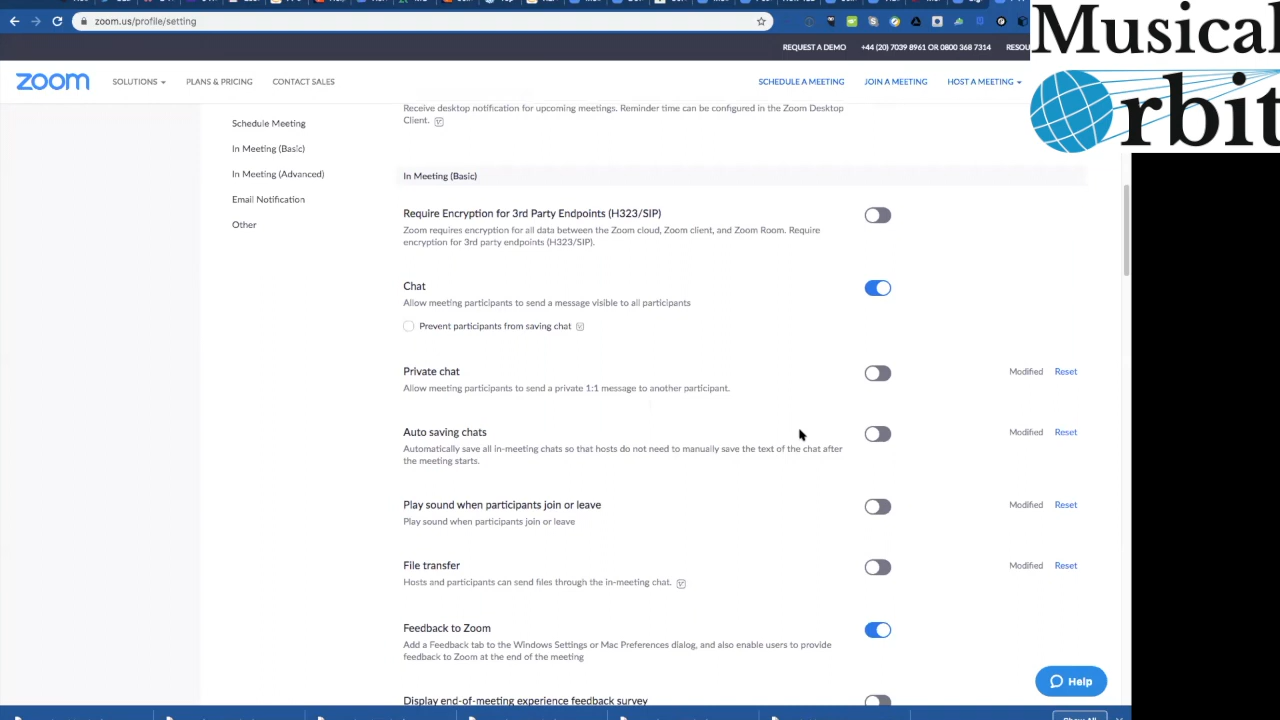 zoom.us/profile/setting
Musical
Orbit
REQUEST A DEMO +44 (20) 7039 8961 OR 0800 368 7314 RESOU
zoom SOLUTIONS PLANS & PRICING CONTACT SALES SCHEDULE A MEETING JOIN A MEETING HOST A MEETING
Schedule Meeting
In Meeting (Basic)
In Meeting (Advanced)
Email Notification
Other
Receive desktop notification for upcoming meetings. Reminder time can be configured in the Zoom Desktop
Client.
In Meeting (Basic)
Require Encryption for 3rd Party Endpoints (H323/SIP)
Zoom requires encryption for all data between the Zoom cloud, Zoom client, and Zoom Room. Require
encryption for 3rd party endpoints (H323/SIP).
Chat
Allow meeting participants to send a message visible to all participants
Prevent participants from saving chat
Private chat Modified Reset
Allow meeting participants to send a private 1:1 message to another participant.
Auto saving chats Modified Reset
Automatically save all in-meeting chats so that hosts do not need to manually save the text of the chat after
the meeting starts.
Play sound when participants join or leave Modified Reset
Play sound when participants join or leave
File transfer Modified Reset
Hosts and participants can send files through the in-meeting chat.
Feedback to Zoom
Add a Feedback tab to the Windows Settings or Mac Preferences dialog, and also enable users to provide
feedback to Zoom at the end of the meeting
Help
Display end-of-meeting experience feedback survey
Show All